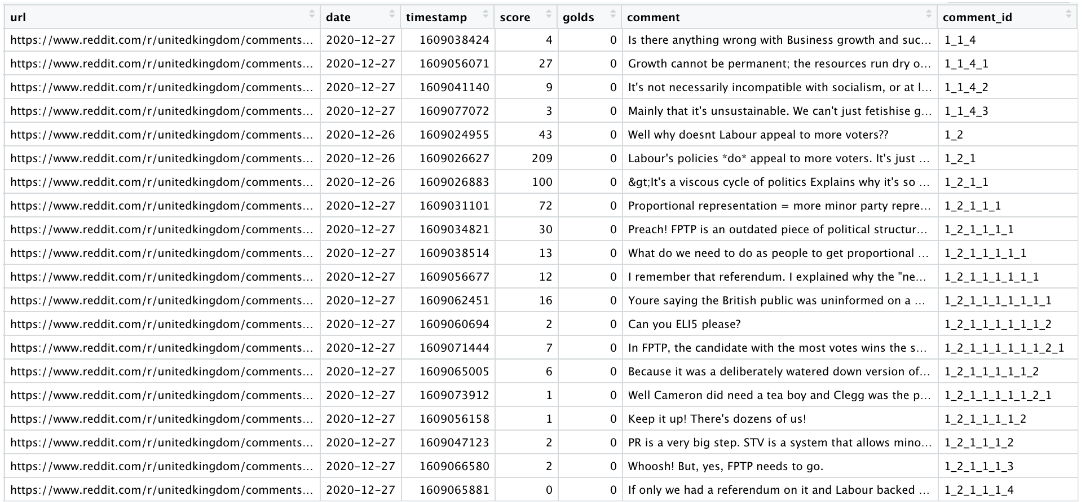 url date timestamp score golds comment comment_id
https://www.reddit.com/r/unitedkingdom/comments... 2020-12-27 1609038424 4 0 Is there anything wrong with Business growth and suc... 1_1_4
https://www.reddit.com/r/unitedkingdom/comments... 2020-12-27 1609056071 27 0 Growth cannot be permanent; the resources run dry o... 1_1_4_1
https://www.reddit.com/r/unitedkingdom/comments... 2020-12-27 1609041140 9 0 It's not necessarily incompatible with socialism, or at l... 1_1_4_2
https://www.reddit.com/r/unitedkingdom/comments... 2020-12-27 1609077072 3 0 Mainly that it's unsustainable. We can't just fetishise g... 1_1_4_3
https://www.reddit.com/r/unitedkingdom/comments... 2020-12-26 1609024955 43 0 Well why doesnt Labour appeal to more voters?? 1_2
https://www.reddit.com/r/unitedkingdom/comments... 2020-12-26 1609026627 209 0 Labour's policies *do* appeal to more voters. It's just ... 1_2_1
https://www.reddit.com/r/unitedkingdom/comments... 2020-12-26 1609026883 100 0 &gt;It's a viscous cycle of politics Explains why it's so ... 1_2_1_1
https://www.reddit.com/r/unitedkingdom/comments... 2020-12-27 1609031101 72 0 Proportional representation = more minor party repre... 1_2_1_1_1
https://www.reddit.com/r/unitedkingdom/comments... 2020-12-27 1609034821 30 0 Preach! FPTP is an outdated piece of political structur... 1_2_1_1_1_1
https://www.reddit.com/r/unitedkingdom/comments... 2020-12-27 1609038514 13 0 What do we need to do as people to get proportional ... 1_2_1_1_1_1_1
https://www.reddit.com/r/unitedkingdom/comments... 2020-12-27 1609056677 12 0 I remember that referendum. I explained why the "ne... 1_2_1_1_1_1_1_1
https://www.reddit.com/r/unitedkingdom/comments... 2020-12-27 1609062451 16 0 Youre saying the British public was uninformed on a ... 1_2_1_1_1_1_1_1_1
https://www.reddit.com/r/unitedkingdom/comments... 2020-12-27 1609060694 2 0 Can you ELI5 please? 1_2_1_1_1_1_1_1_2
https://www.reddit.com/r/unitedkingdom/comments... 2020-12-27 1609071444 7 0 In FPTP, the candidate with the most votes wins the s... 1_2_1_1_1_1_1_1_2_1
https://www.reddit.com/r/unitedkingdom/comments... 2020-12-27 1609065005 6 0 Because it was a deliberately watered down version of... 1_2_1_1_1_1_1_2
https://www.reddit.com/r/unitedkingdom/comments... 2020-12-27 1609073912 1 0 Well Cameron did need a tea boy and Clegg was the p... 1_2_1_1_1_1_1_2_1
https://www.reddit.com/r/unitedkingdom/comments... 2020-12-27 1609056158 1 0 Keep it up! There's dozens of us! 1_2_1_1_1_1_2
https://www.reddit.com/r/unitedkingdom/comments... 2020-12-27 1609047123 2 0 PR is a very big step. STV is a system that allows mino... 1_2_1_1_1_2
https://www.reddit.com/r/unitedkingdom/comments... 2020-12-27 1609066580 2 0 Whoosh! But, yes, FPTP needs to go. 1_2_1_1_1_3
https://www.reddit.com/r/unitedkingdom/comments... 2020-12-27 1609065881 0 0 If only we had a referendum on it and Labour backed ... 1_2_1_1_1_4